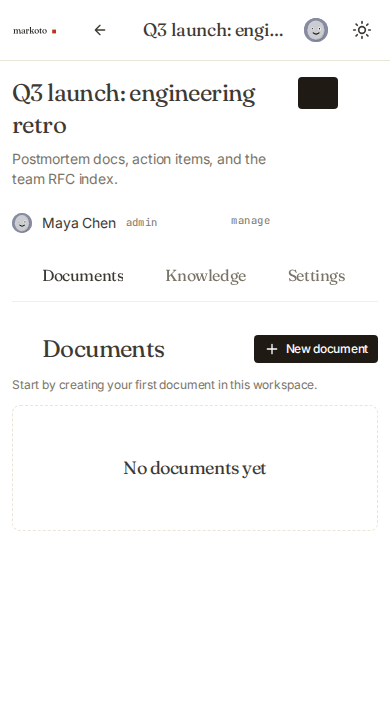 markoto
Q3 launch: engi...
Q3 launch: engineering
retro
Postmortem docs, action items, and the
team RFC index.
Maya Chen admin manage
Documents Knowledge Settings
Documents
New document
Start by creating your first document in this workspace.
No documents yet